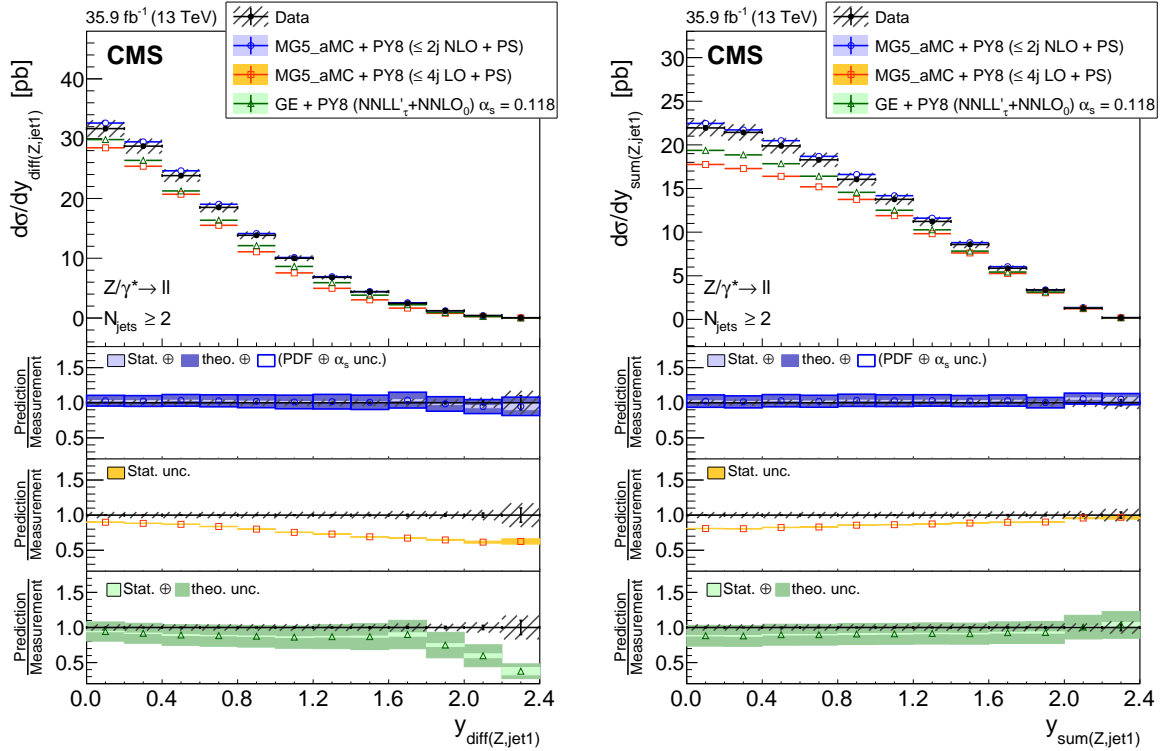 35.9 fb⁻¹ (13 TeV)
Data
MG5_aMC + PY8 (≤ 2j NLO + PS)
MG5_aMC + PY8 (≤ 4j LO + PS)
GE + PY8 (NNLL'τ+NNLO₀) αs = 0.118
CMS
dσ/dy diff(Z,jet1) [pb]
40
30
20
10
0
Z/γ* → ll
N jets ≥ 2
Stat. ⊕ theo. ⊕ (PDF ⊕ αs unc.)
Prediction
Measurement
1.5
1.0
0.5
Stat. unc.
Prediction
Measurement
1.5
1.0
0.5
Stat. ⊕ theo. unc.
Prediction
Measurement
1.5
1.0
0.5
0.0 0.4 0.8 1.2 1.6 2.0 2.4
y diff(Z,jet1)
35.9 fb⁻¹ (13 TeV)
Data
MG5_aMC + PY8 (≤ 2j NLO + PS)
MG5_aMC + PY8 (≤ 4j LO + PS)
GE + PY8 (NNLL'τ+NNLO₀) αs = 0.118
CMS
dσ/dy sum(Z,jet1) [pb]
30
25
20
15
10
5
0
Z/γ* → ll
N jets ≥ 2
Stat. ⊕ theo. ⊕ (PDF ⊕ αs unc.)
Prediction
Measurement
1.5
1.0
0.5
Stat. unc.
Prediction
Measurement
1.5
1.0
0.5
Stat. ⊕ theo. unc.
Prediction
Measurement
1.5
1.0
0.5
0.0 0.4 0.8 1.2 1.6 2.0 2.4
y sum(Z,jet1)